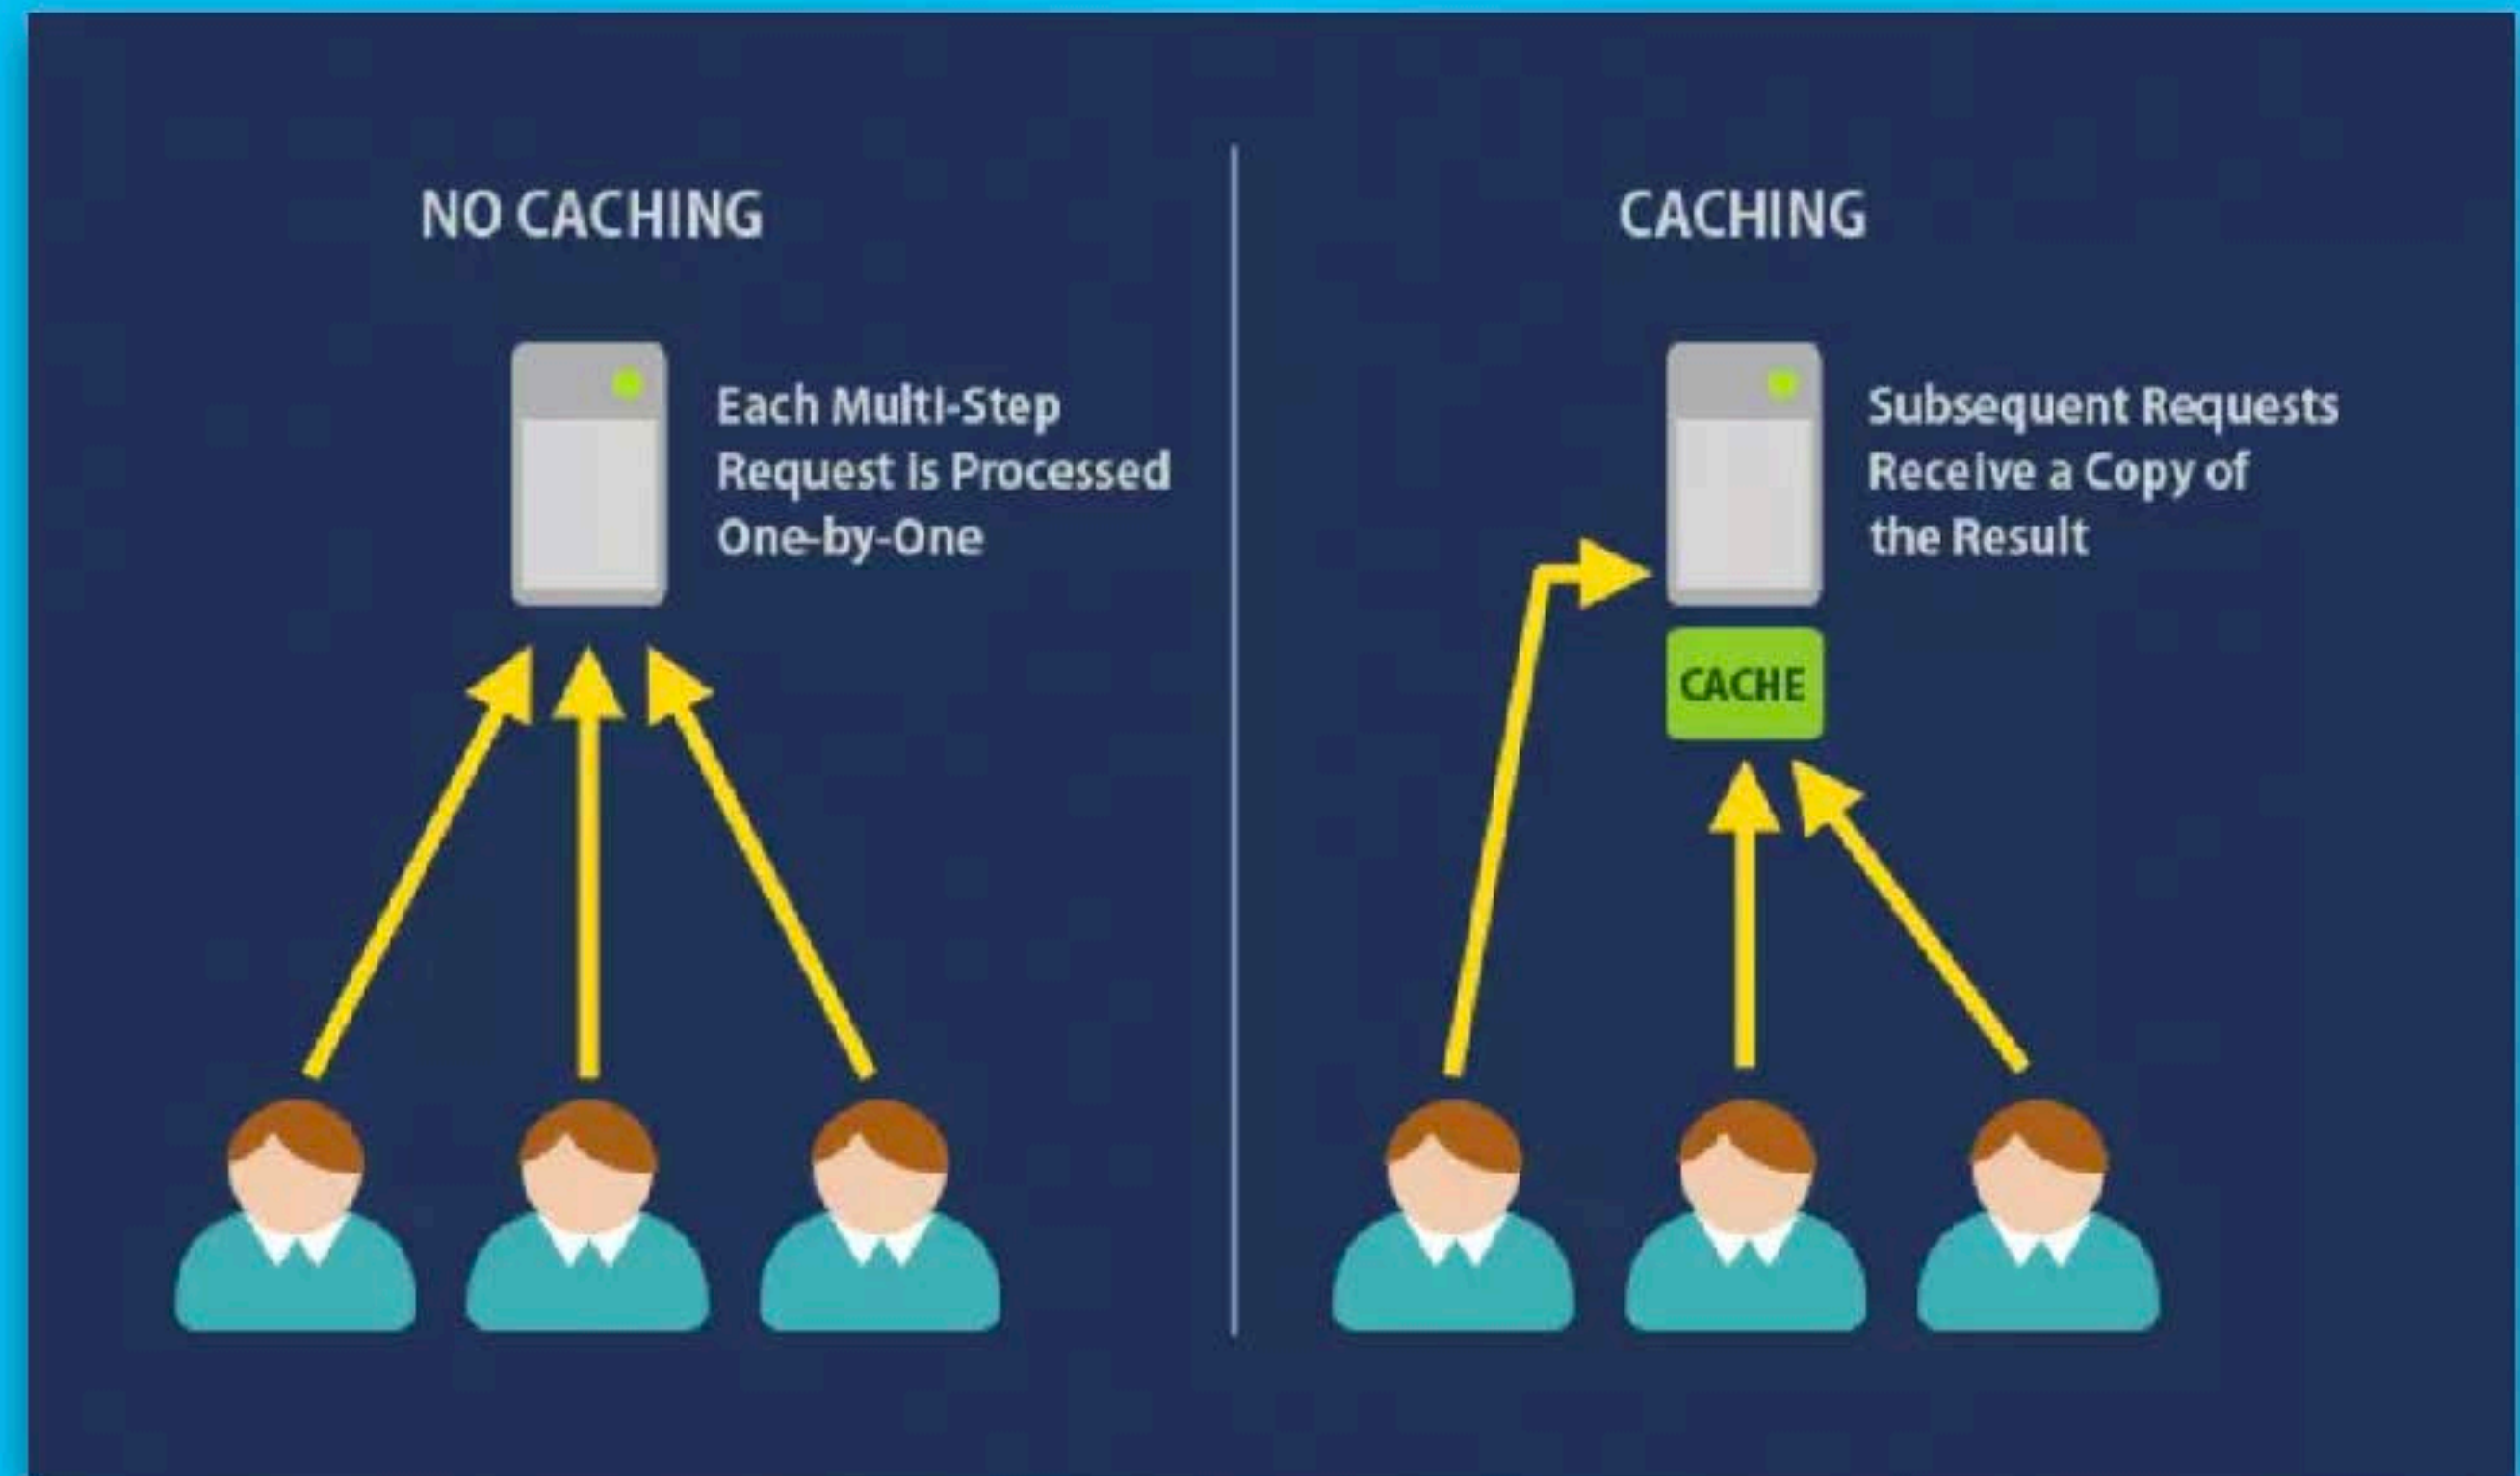 NO CACHING
Each Multi-Step
Request is Processed
One-by-One
CACHING
Subsequent Requests
Receive a Copy of
the Result
CACHE